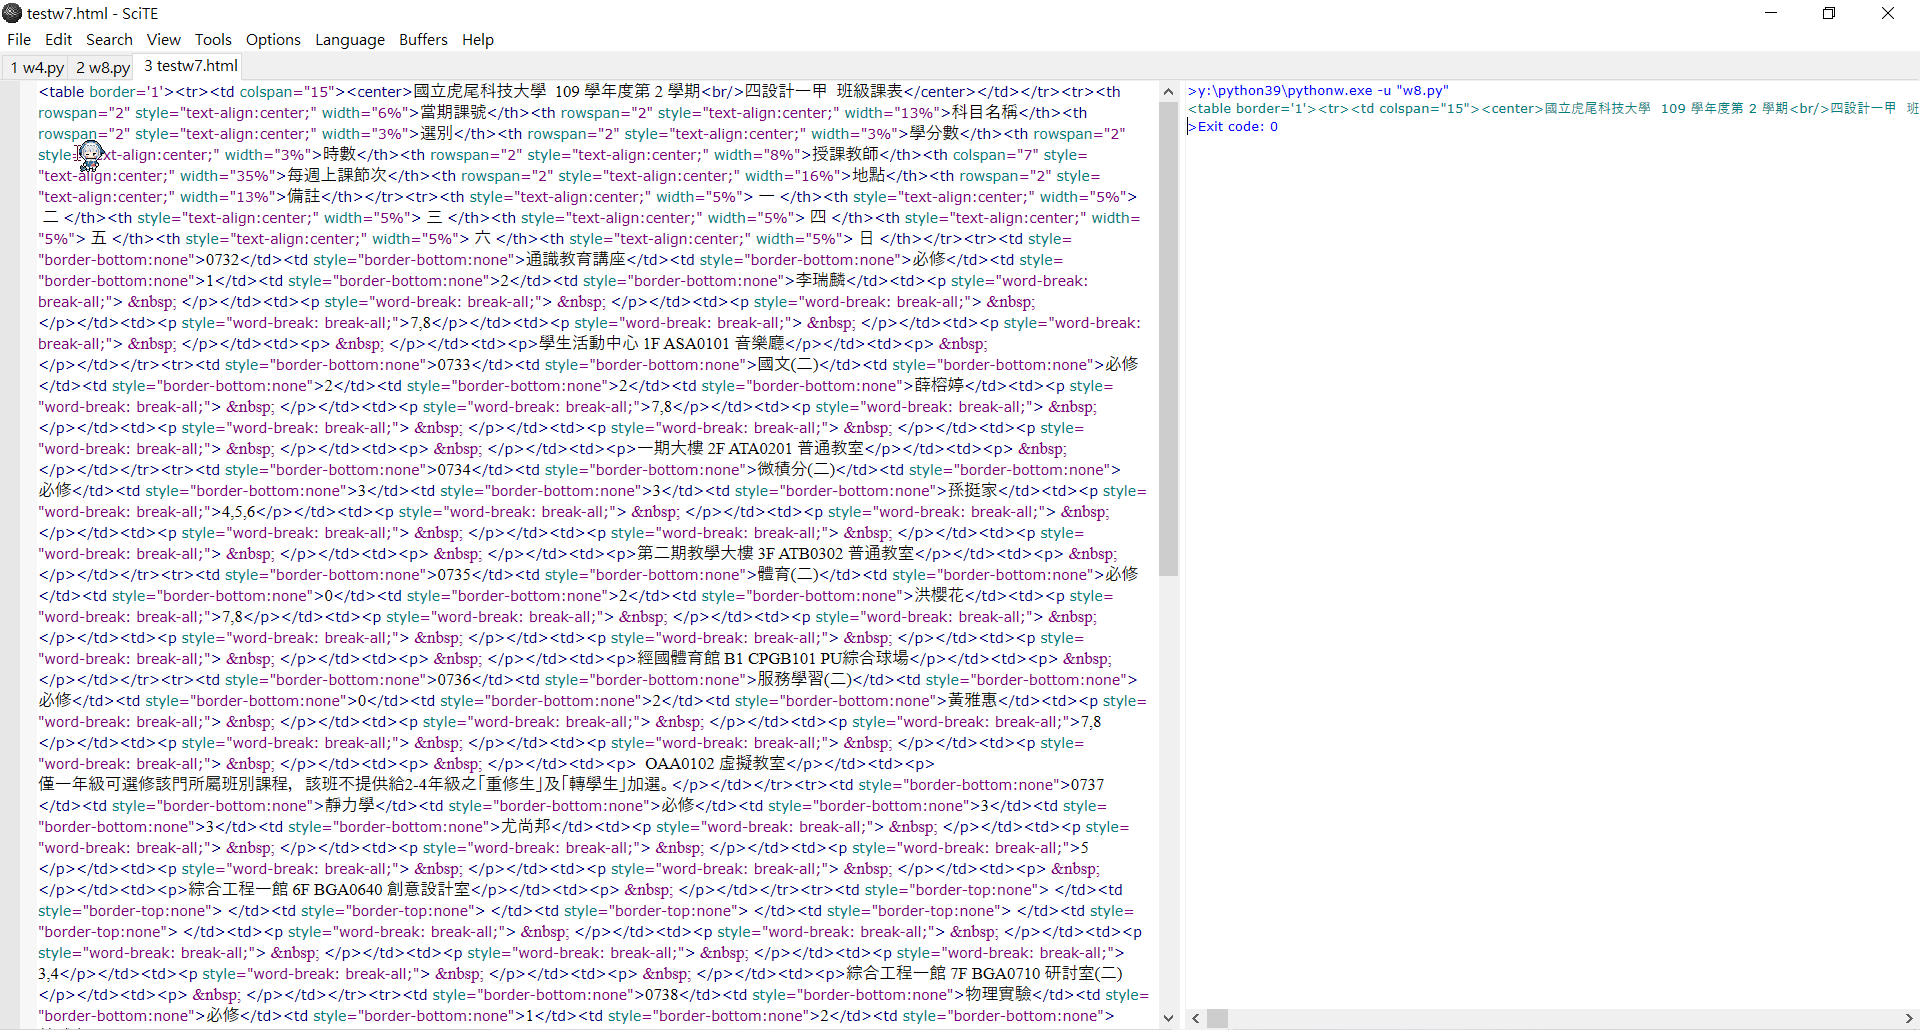 testw7.html - SciTE
File Edit Search View Tools Options Language Buffers Help
1 w4.py 2 w8.py 3 testw7.html
<table border='1'><tr><td colspan="15"><center>國立虎尾科技大學  109 學年度第 2 學期<br/>四設計一甲  班級課表</center></td></tr><tr><th
rowspan="2" style="text-align:center;" width="6%">當期課號</th><th rowspan="2" style="text-align:center;" width="13%">科目名稱</th><th
rowspan="2" style="text-align:center;" width="3%">選別</th><th rowspan="2" style="text-align:center;" width="3%">學分數</th><th rowspan="2"
style xt-align:center;" width="3%">時數</th><th rowspan="2" style="text-align:center;" width="8%">授課教師</th><th colspan="7" style=
"text-align:center;" width="35%">每週上課節次</th><th rowspan="2" style="text-align:center;" width="16%">地點</th><th rowspan="2" style=
"text-align:center;" width="13%">備註</th></tr><tr><th style="text-align:center;" width="5%"> 一 </th><th style="text-align:center;" width="5%">
二 </th><th style="text-align:center;" width="5%"> 三 </th><th style="text-align:center;" width="5%"> 四 </th><th style="text-align:center;" width=
"5%"> 五 </th><th style="text-align:center;" width="5%"> 六 </th><th style="text-align:center;" width="5%"> 日 </th></tr><tr><td style=
"border-bottom:none">0732</td><td style="border-bottom:none">通識教育講座</td><td style="border-bottom:none">必修</td><td style=
"border-bottom:none">1</td><td style="border-bottom:none">2</td><td style="border-bottom:none">李瑞麟</td><td><p style="word-break:
break-all;"> &nbsp; </p></td><td><p style="word-break: break-all;"> &nbsp; </p></td><td><p style="word-break: break-all;"> &nbsp;
</p></td><td><p style="word-break: break-all;">7,8</p></td><td><p style="word-break: break-all;"> &nbsp; </p></td><td><p style="word-break:
break-all;"> &nbsp; </p></td><td><p> &nbsp; </p></td><td><p>學生活動中心 1F ASA0101 音樂廳</p></td><td><p> &nbsp;
</p></td></tr><tr><td style="border-bottom:none">0733</td><td style="border-bottom:none">國文(二)</td><td style="border-bottom:none">必修
</td><td style="border-bottom:none">2</td><td style="border-bottom:none">2</td><td style="border-bottom:none">薛榕婷</td><td><p style=
"word-break: break-all;"> &nbsp; </p></td><td><p style="word-break: break-all;">7,8</p></td><td><p style="word-break: break-all;"> &nbsp;
</p></td><td><p style="word-break: break-all;"> &nbsp; </p></td><td><p style="word-break: break-all;"> &nbsp; </p></td><td><p style=
"word-break: break-all;"> &nbsp; </p></td><td><p> &nbsp; </p></td><td><p>一期大樓 2F ATA0201 普通教室</p></td><td><p> &nbsp;
</p></td></tr><tr><td style="border-bottom:none">0734</td><td style="border-bottom:none">微積分(二)</td><td style="border-bottom:none">
必修</td><td style="border-bottom:none">3</td><td style="border-bottom:none">3</td><td style="border-bottom:none">孫挺家</td><td><p style=
"word-break: break-all;">4,5,6</p></td><td><p style="word-break: break-all;"> &nbsp; </p></td><td><p style="word-break: break-all;"> &nbsp;
</p></td><td><p style="word-break: break-all;"> &nbsp; </p></td><td><p style="word-break: break-all;"> &nbsp; </p></td><td><p style=
"word-break: break-all;"> &nbsp; </p></td><td><p> &nbsp; </p></td><td><p>第二期教學大樓 3F ATB0302 普通教室</p></td><td><p> &nbsp;
</p></td></tr><tr><td style="border-bottom:none">0735</td><td style="border-bottom:none">體育(二)</td><td style="border-bottom:none">必修
</td><td style="border-bottom:none">0</td><td style="border-bottom:none">2</td><td style="border-bottom:none">洪櫻花</td><td><p style=
"word-break: break-all;">7,8</p></td><td><p style="word-break: break-all;"> &nbsp; </p></td><td><p style="word-break: break-all;"> &nbsp;
</p></td><td><p style="word-break: break-all;"> &nbsp; </p></td><td><p style="word-break: break-all;"> &nbsp; </p></td><td><p style=
"word-break: break-all;"> &nbsp; </p></td><td><p> &nbsp; </p></td><td><p>經國體育館 B1 CPGB101 PU綜合球場</p></td><td><p> &nbsp;
</p></td></tr><tr><td style="border-bottom:none">0736</td><td style="border-bottom:none">服務學習(二)</td><td style="border-bottom:none">
必修</td><td style="border-bottom:none">0</td><td style="border-bottom:none">2</td><td style="border-bottom:none">黃雅惠</td><td><p style=
"word-break: break-all;"> &nbsp; </p></td><td><p style="word-break: break-all;"> &nbsp; </p></td><td><p style="word-break: break-all;">7,8
</p></td><td><p style="word-break: break-all;"> &nbsp; </p></td><td><p style="word-break: break-all;"> &nbsp; </p></td><td><p style=
"word-break: break-all;"> &nbsp; </p></td><td><p> &nbsp; </p></td><td><p>  OAA0102 虛擬教室</p></td><td><p>
僅一年級可選修該門所屬班別課程，該班不提供給2-4年級之「重修生」及「轉學生」加選。</p></td></tr><tr><td style="border-bottom:none">0737
</td><td style="border-bottom:none">靜力學</td><td style="border-bottom:none">必修</td><td style="border-bottom:none">3</td><td style=
"border-bottom:none">3</td><td style="border-bottom:none">尤尚邦</td><td><p style="word-break: break-all;"> &nbsp; </p></td><td><p style=
"word-break: break-all;"> &nbsp; </p></td><td><p style="word-break: break-all;"> &nbsp; </p></td><td><p style="word-break: break-all;">5
</p></td><td><p style="word-break: break-all;"> &nbsp; </p></td><td><p style="word-break: break-all;"> &nbsp; </p></td><td><p> &nbsp;
</p></td><td><p>綜合工程一館 6F BGA0640 創意設計室</p></td><td><p> &nbsp; </p></td></tr><tr><td style="border-top:none"> </td><td
style="border-top:none"> </td><td style="border-top:none"> </td><td style="border-top:none"> </td><td style="border-top:none"> </td><td style=
"border-top:none"> </td><td><p style="word-break: break-all;"> &nbsp; </p></td><td><p style="word-break: break-all;"> &nbsp; </p></td><td><p
style="word-break: break-all;"> &nbsp; </p></td><td><p style="word-break: break-all;"> &nbsp; </p></td><td><p style="word-break: break-all;">
3,4</p></td><td><p style="word-break: break-all;"> &nbsp; </p></td><td><p> &nbsp; </p></td><td><p>綜合工程一館 7F BGA0710 研討室(二)
</p></td><td><p> &nbsp; </p></td></tr><tr><td style="border-bottom:none">0738</td><td style="border-bottom:none">物理實驗</td><td style=
"border-bottom:none">必修</td><td style="border-bottom:none">1</td><td style="border-bottom:none">2</td><td style="border-bottom:none">
>y:\python39\pythonw.exe -u "w8.py"
<table border='1'><tr><td colspan="15"><center>國立虎尾科技大學  109 學年度第 2 學期<br/>四設計一甲  班
>Exit code: 0